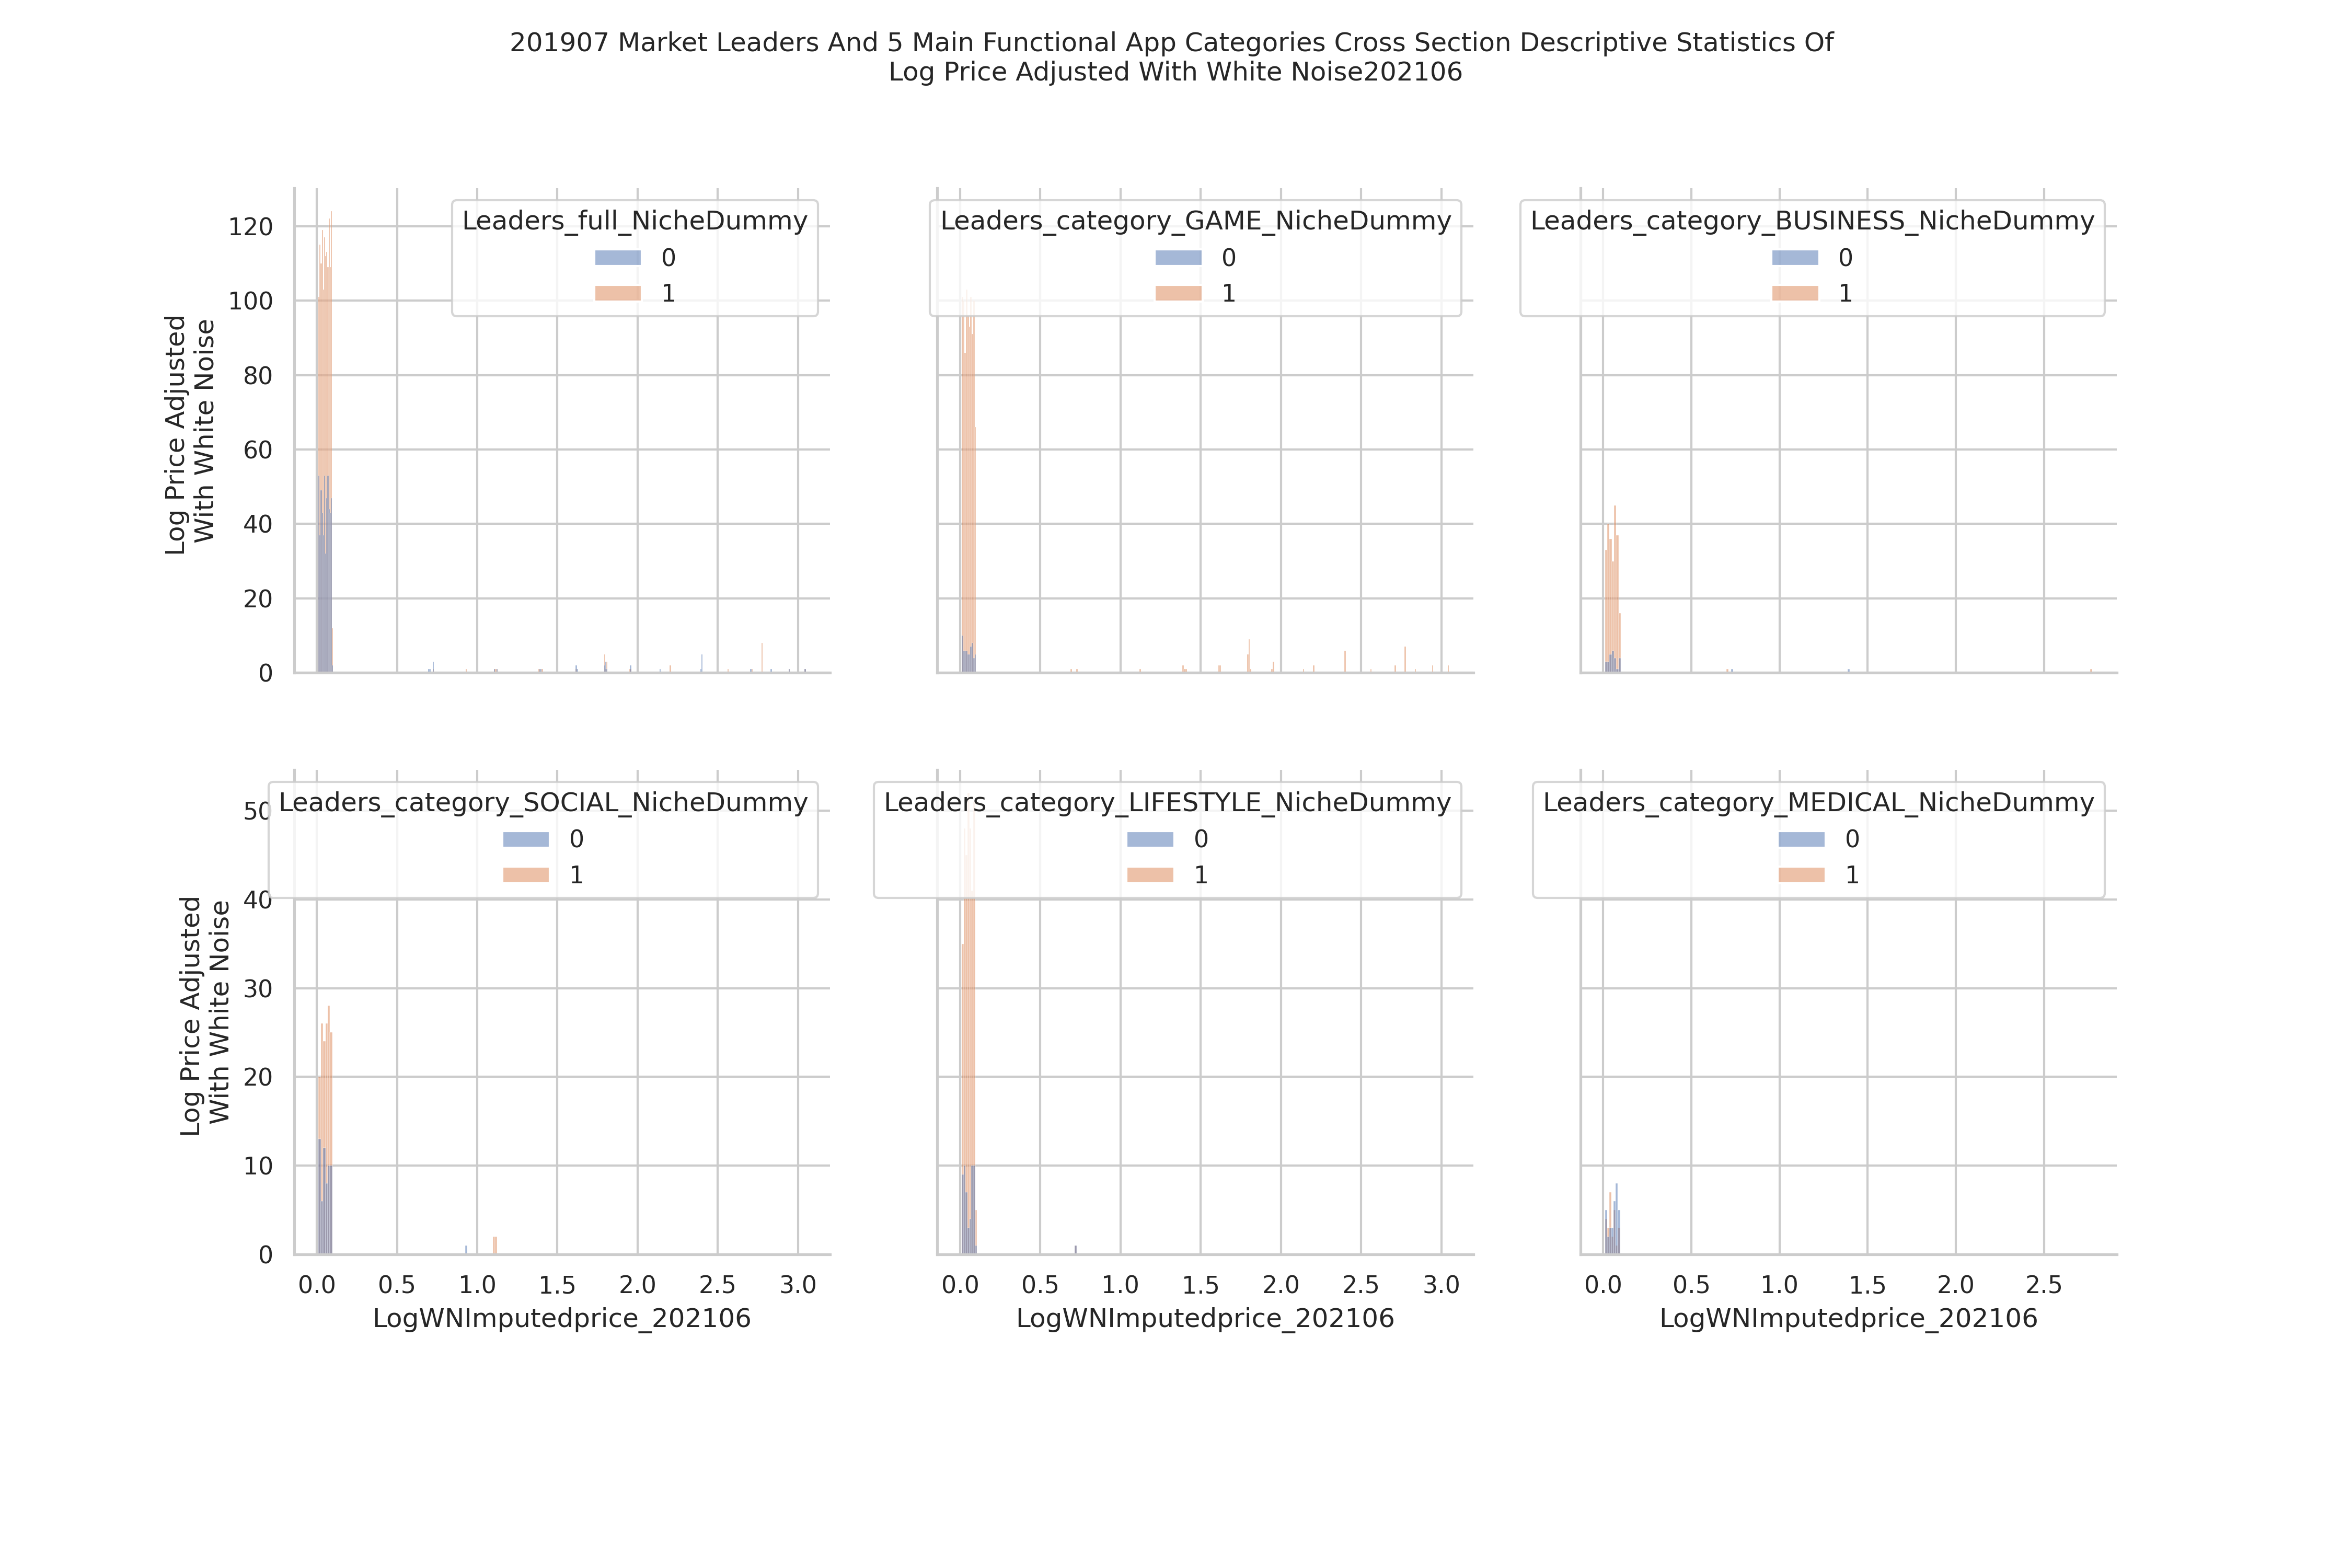 201907 Market Leaders And 5 Main Functional App Categories Cross Section Descriptive Statistics Of
Log Price Adjusted With White Noise202106
Log Price Adjusted
With White Noise
120
100
80
60
40
20
0
Leaders_full_NicheDummy
0
1
Leaders_category_GAME_NicheDummy
0
1
Leaders_category_BUSINESS_NicheDummy
0
1
Log Price Adjusted
With White Noise
50
40
30
20
10
0
Leaders_category_SOCIAL_NicheDummy
0
1
Leaders_category_LIFESTYLE_NicheDummy
0
1
Leaders_category_MEDICAL_NicheDummy
0
1
0.0 0.5 1.0 1.5 2.0 2.5 3.0
LogWNImputedprice_202106
0.0 0.5 1.0 1.5 2.0 2.5 3.0
LogWNImputedprice_202106
0.0 0.5 1.0 1.5 2.0 2.5
LogWNImputedprice_202106